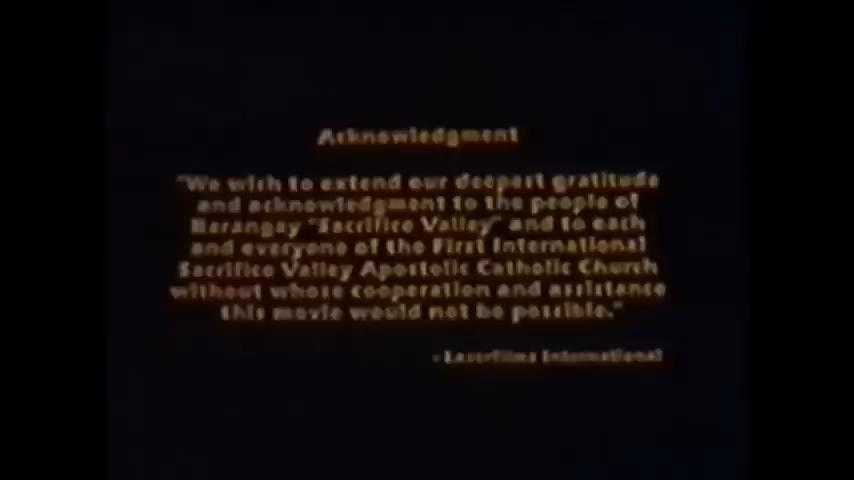 Acknowledgment
"We wish to extend our deepest gratitude
and acknowledgment to the people of
Barangay "Sacrifice Valley" and to each
and everyone of the First International
Sacrifice Valley Apostolic Catholic Church
without whose cooperation and assistance
this movie would not be possible."
- Laserfilms International